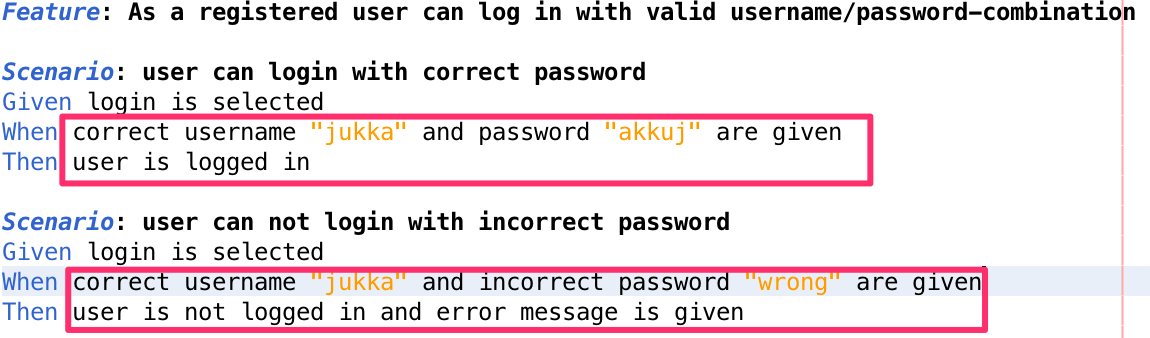 Feature: As a registered user can log in with valid username/password-combination
Scenario: user can login with correct password
Given login is selected
When correct username "jukka" and password "akkuj" are given
Then user is logged in
Scenario: user can not login with incorrect password
Given login is selected
When correct username "jukka" and incorrect password "wrong" are given
Then user is not logged in and error message is given